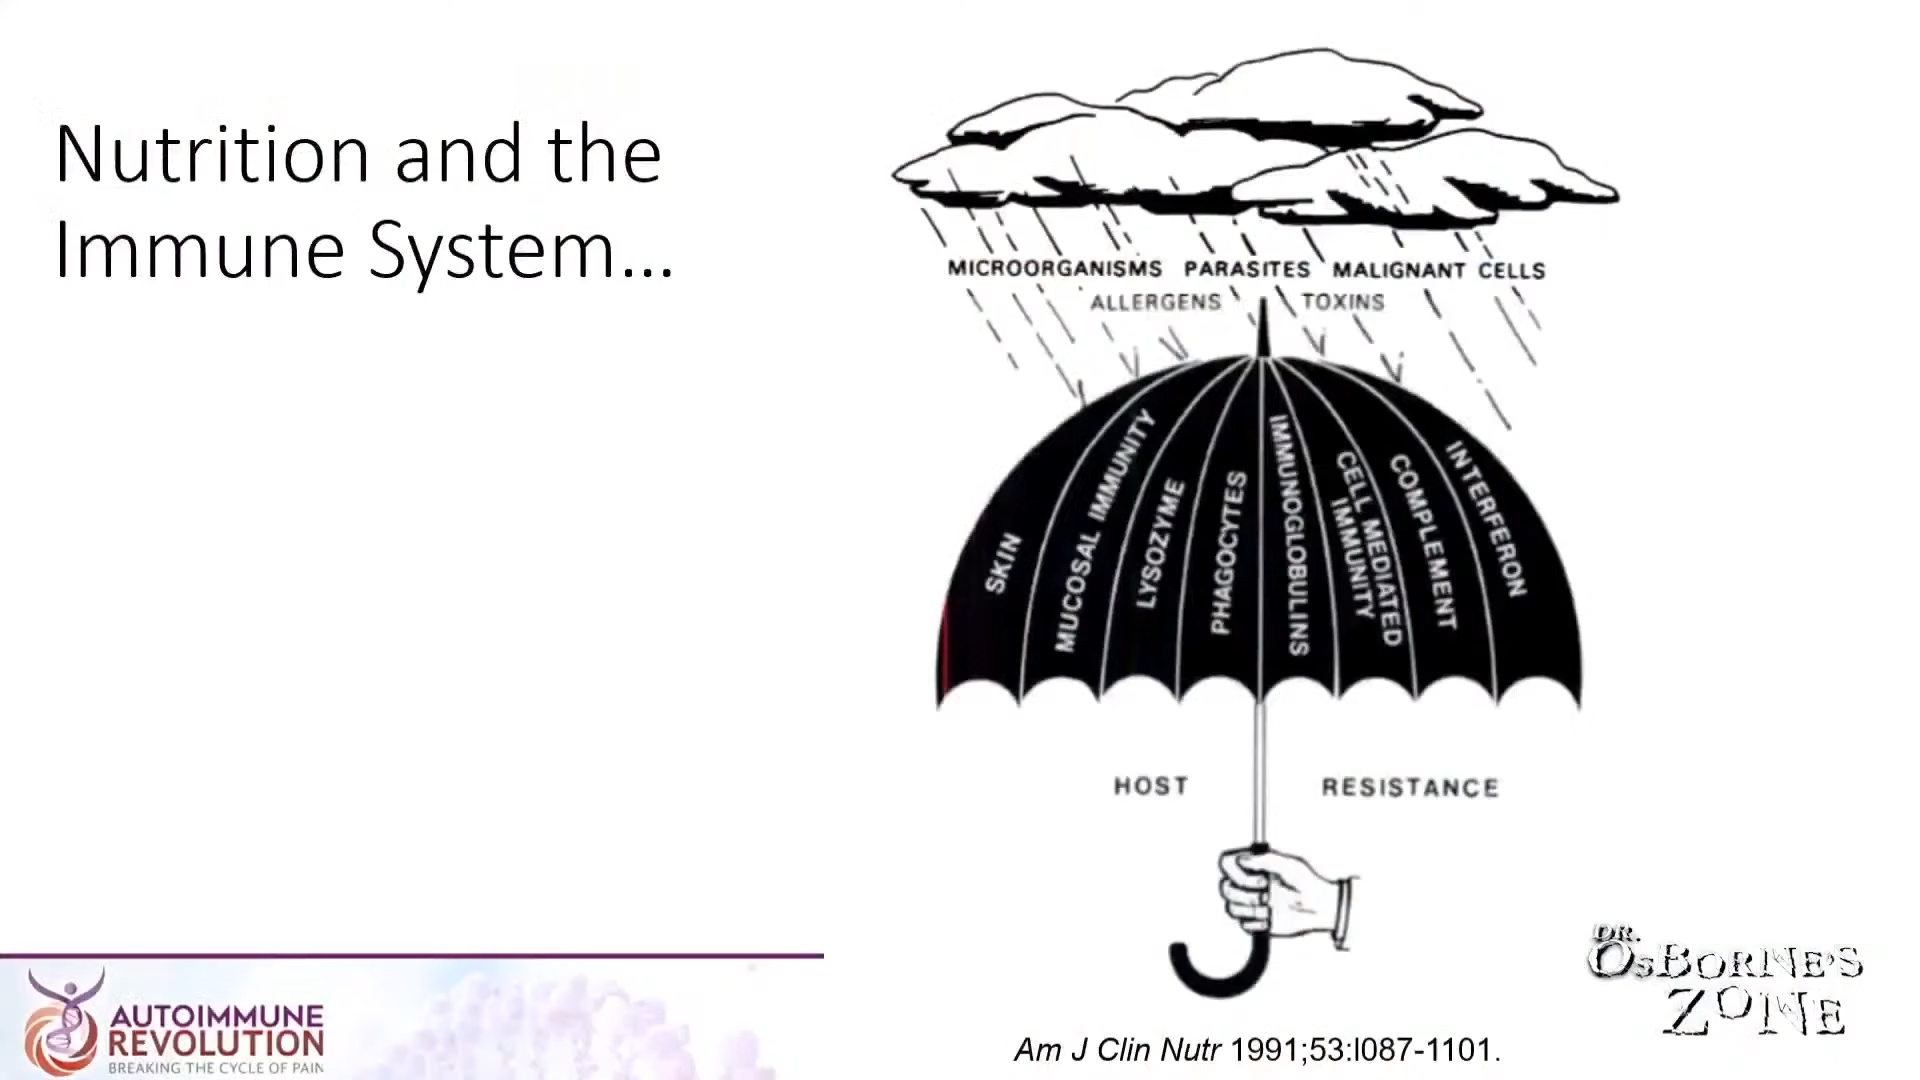 Nutrition and the
Immune System...
MICROORGANISMS PARASITES MALIGNANT CELLS
ALLERGENS TOXINS
SKIN
MUCOSAL IMMUNITY
LYSOZYME
PHAGOCYTES
IMMUNOGLOBULINS
CELL MEDIATED
IMMUNITY
COMPLEMENT
INTERFERON
HOST RESISTANCE
DR.
OSBORNE'S
ZONE
AUTOIMMUNE
REVOLUTION
BREAKING THE CYCLE OF PAIN
Am J Clin Nutr 1991;53:l087-1101.